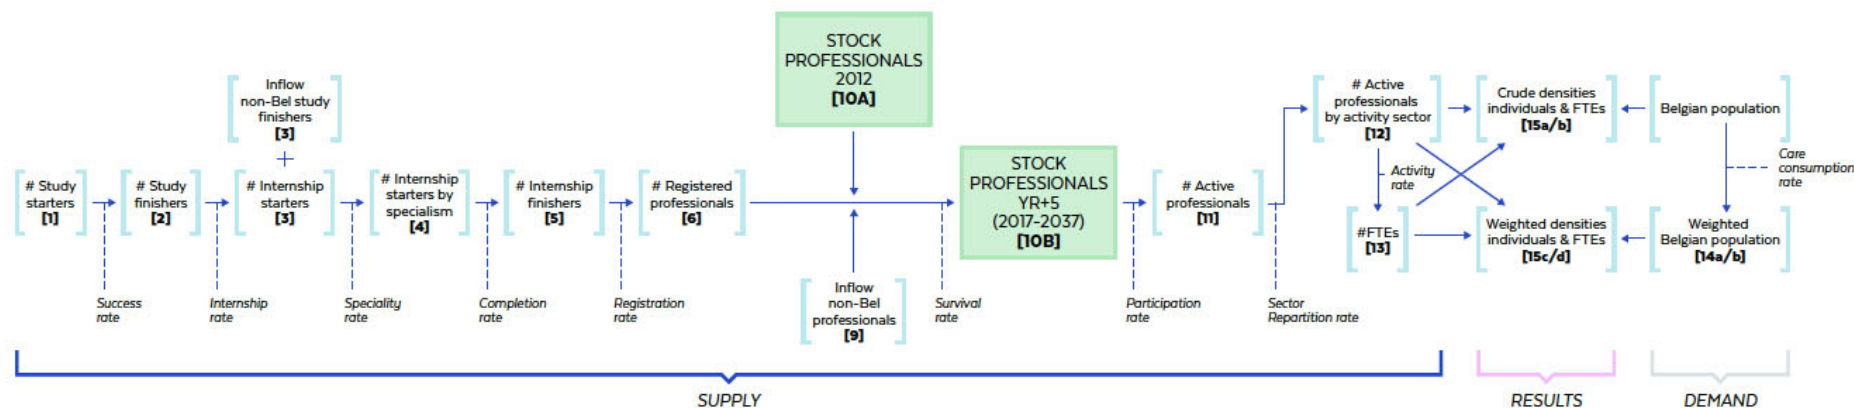 STOCK
PROFESSIONALS
2012
[10A]
Inflow
non-Bel study
finishers
[3]
+
# Study
starters
[1]
# Study
finishers
[2]
# Internship
starters
[3]
# Internship
starters by
specialism
[4]
# Internship
finishers
[5]
# Registered
professionals
[6]
STOCK
PROFESSIONALS
YR+5
(2017-2037)
[10B]
# Active
professionals
[11]
# Active
professionals
by activity sector
[12]
Crude densities
individuals & FTEs
[15a/b]
Belgian population
Activity
rate
Care
consumption
rate
#FTEs
[13]
Weighted densities
individuals & FTEs
[15c/d]
Weighted
Belgian population
[14a/b]
Success
rate
Internship
rate
Speciality
rate
Completion
rate
Registration
rate
Inflow
non-Bel
professionals
[9]
Survival
rate
Participation
rate
Sector
Repartition rate
SUPPLY
RESULTS
DEMAND